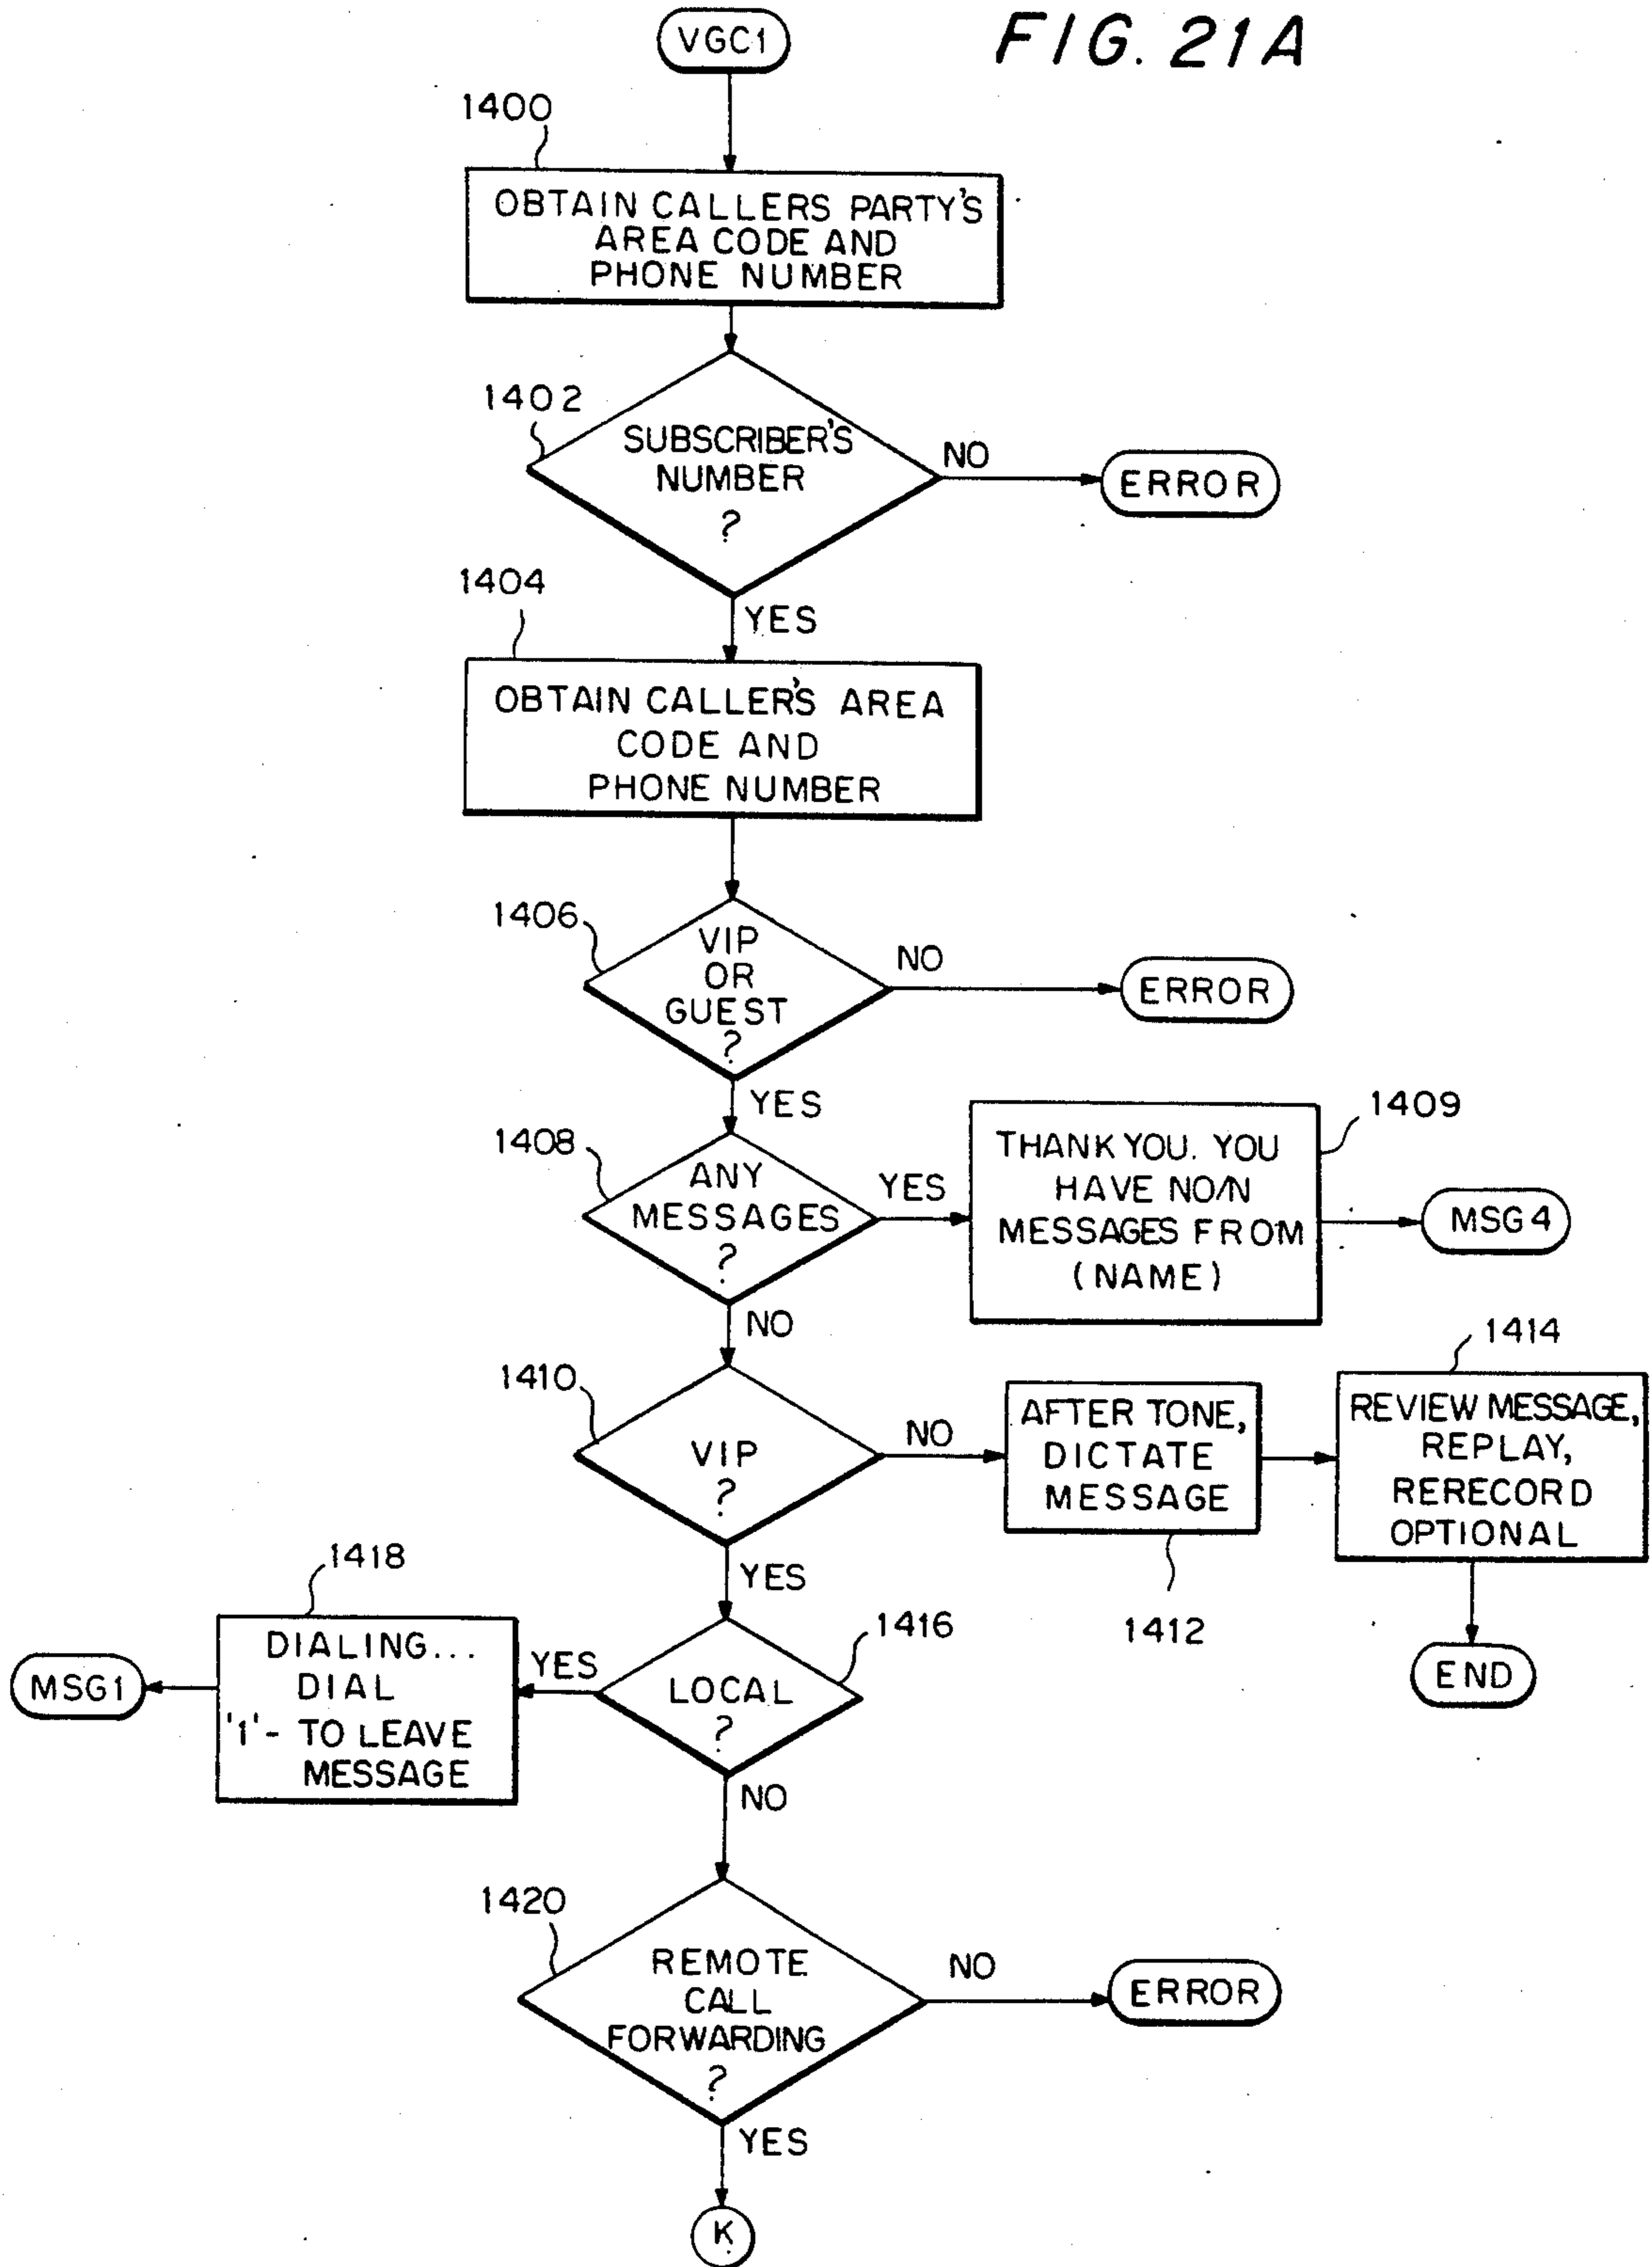 FIG. 21A
VGC1
1400
OBTAIN CALLERS PARTY'S
AREA CODE AND
PHONE NUMBER
1402
SUBSCRIBER'S
NUMBER
?
NO
ERROR
YES
1404
OBTAIN CALLER'S AREA
CODE AND
PHONE NUMBER
1406
VIP
OR
GUEST
?
NO
ERROR
YES
1408
ANY
MESSAGES
?
YES
1409
THANK YOU. YOU
HAVE NO/N
MESSAGES FROM
(NAME)
MSG4
NO
1410
VIP
?
NO
AFTER TONE,
DICTATE
MESSAGE
1412
1414
REVIEW MESSAGE,
REPLAY,
RERECORD
OPTIONAL
END
YES
1416
LOCAL
?
YES
1418
DIALING...
DIAL
'1'- TO LEAVE
MESSAGE
MSG1
NO
1420
REMOTE
CALL
FORWARDING
?
NO
ERROR
YES
K